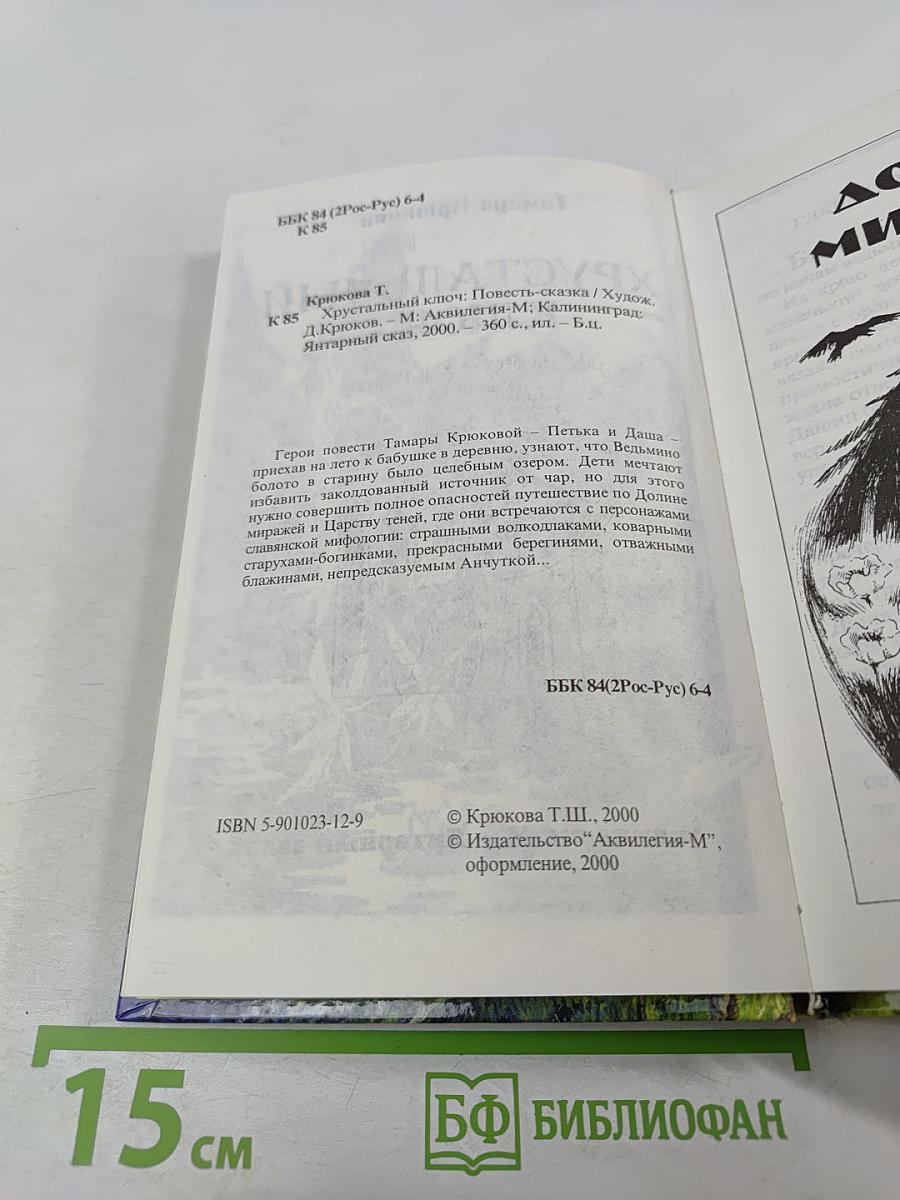 ББК 84 (2Рос-Рус) 6-4
К 85
Крюкова Т.
К 85 Хрустальный ключ: Повесть-сказка / Худож.
Д.Крюков. – М: Аквилегия-М; Калининград:
Янтарный сказ, 2000. – 360 с., ил. – Б.ц.
Герои повести Тамары Крюковой – Петька и Даша –
приехав на лето к бабушке в деревню, узнают, что Ведьмино
болото в старину было целебным озером. Дети мечтают
избавить заколдованный источник от чар, но для этого
нужно совершить полное опасностей путешествие по Долине
миражей и Царству теней, где они встречаются с персонажами
славянской мифологии: страшными волкодлаками, коварными
старухами-богинками, прекрасными берегинями, отважными
блажинами, непредсказуемым Анчуткой...
ББК 84(2Рос-Рус) 6-4
ISBN 5-901023-12-9
© Крюкова Т.Ш., 2000
© Издательство“Аквилегия-М”,
оформление, 2000
ДО
МИ
15 см
БФ БИБЛИОФАН